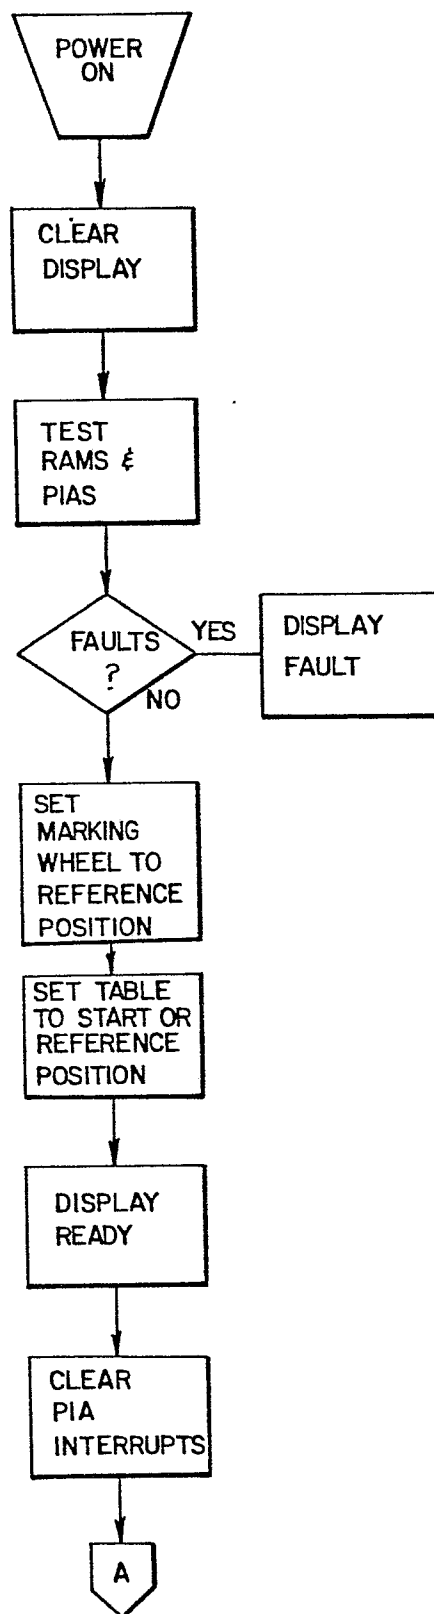 POWER
ON
CLEAR
DISPLAY
TEST
RAMS &
PIAS
FAULTS
?
YES
NO
DISPLAY
FAULT
SET
MARKING
WHEEL TO
REFERENCE
POSITION
SET TABLE
TO START OR
REFERENCE
POSITION
DISPLAY
READY
CLEAR
PIA
INTERRUPTS
A